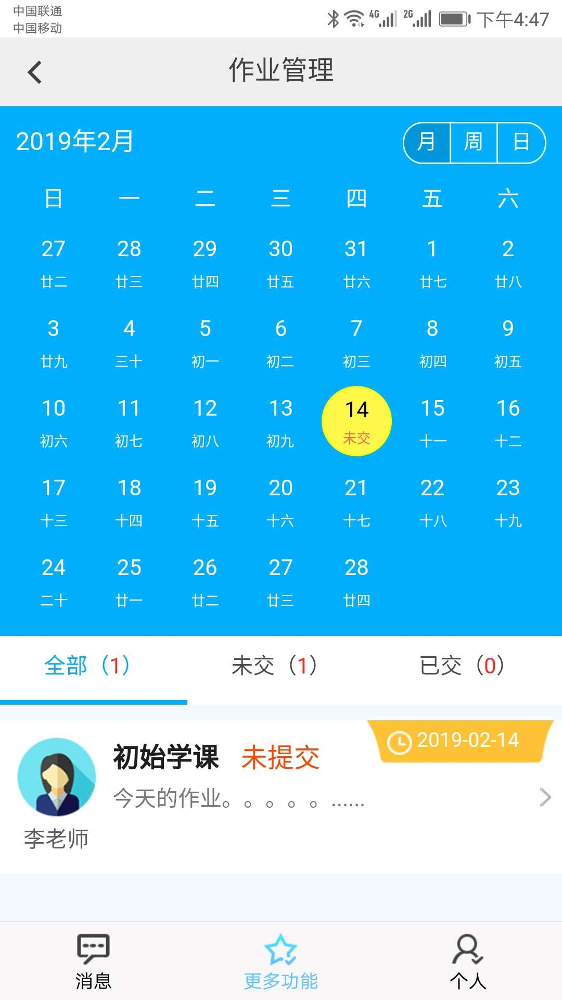 中国联通
中国移动
4G 2G 下午4:47
作业管理
2019年2月 月 周 日
日 一 二 三 四 五 六
27 28 29 30 31 1 2
廿二 廿三 廿四 廿五 廿六 廿七 廿八
3 4 5 6 7 8 9
廿九 三十 初一 初二 初三 初四 初五
10 11 12 13 14 15 16
初六 初七 初八 初九 未交 十一 十二
17 18 19 20 21 22 23
十三 十四 十五 十六 十七 十八 十九
24 25 26 27 28
二十 廿一 廿二 廿三 廿四
全部（1） 未交（1） 已交（0）
2019-02-14
初始学课 未提交
今天的作业。。。。。......
李老师
消息 更多功能 个人